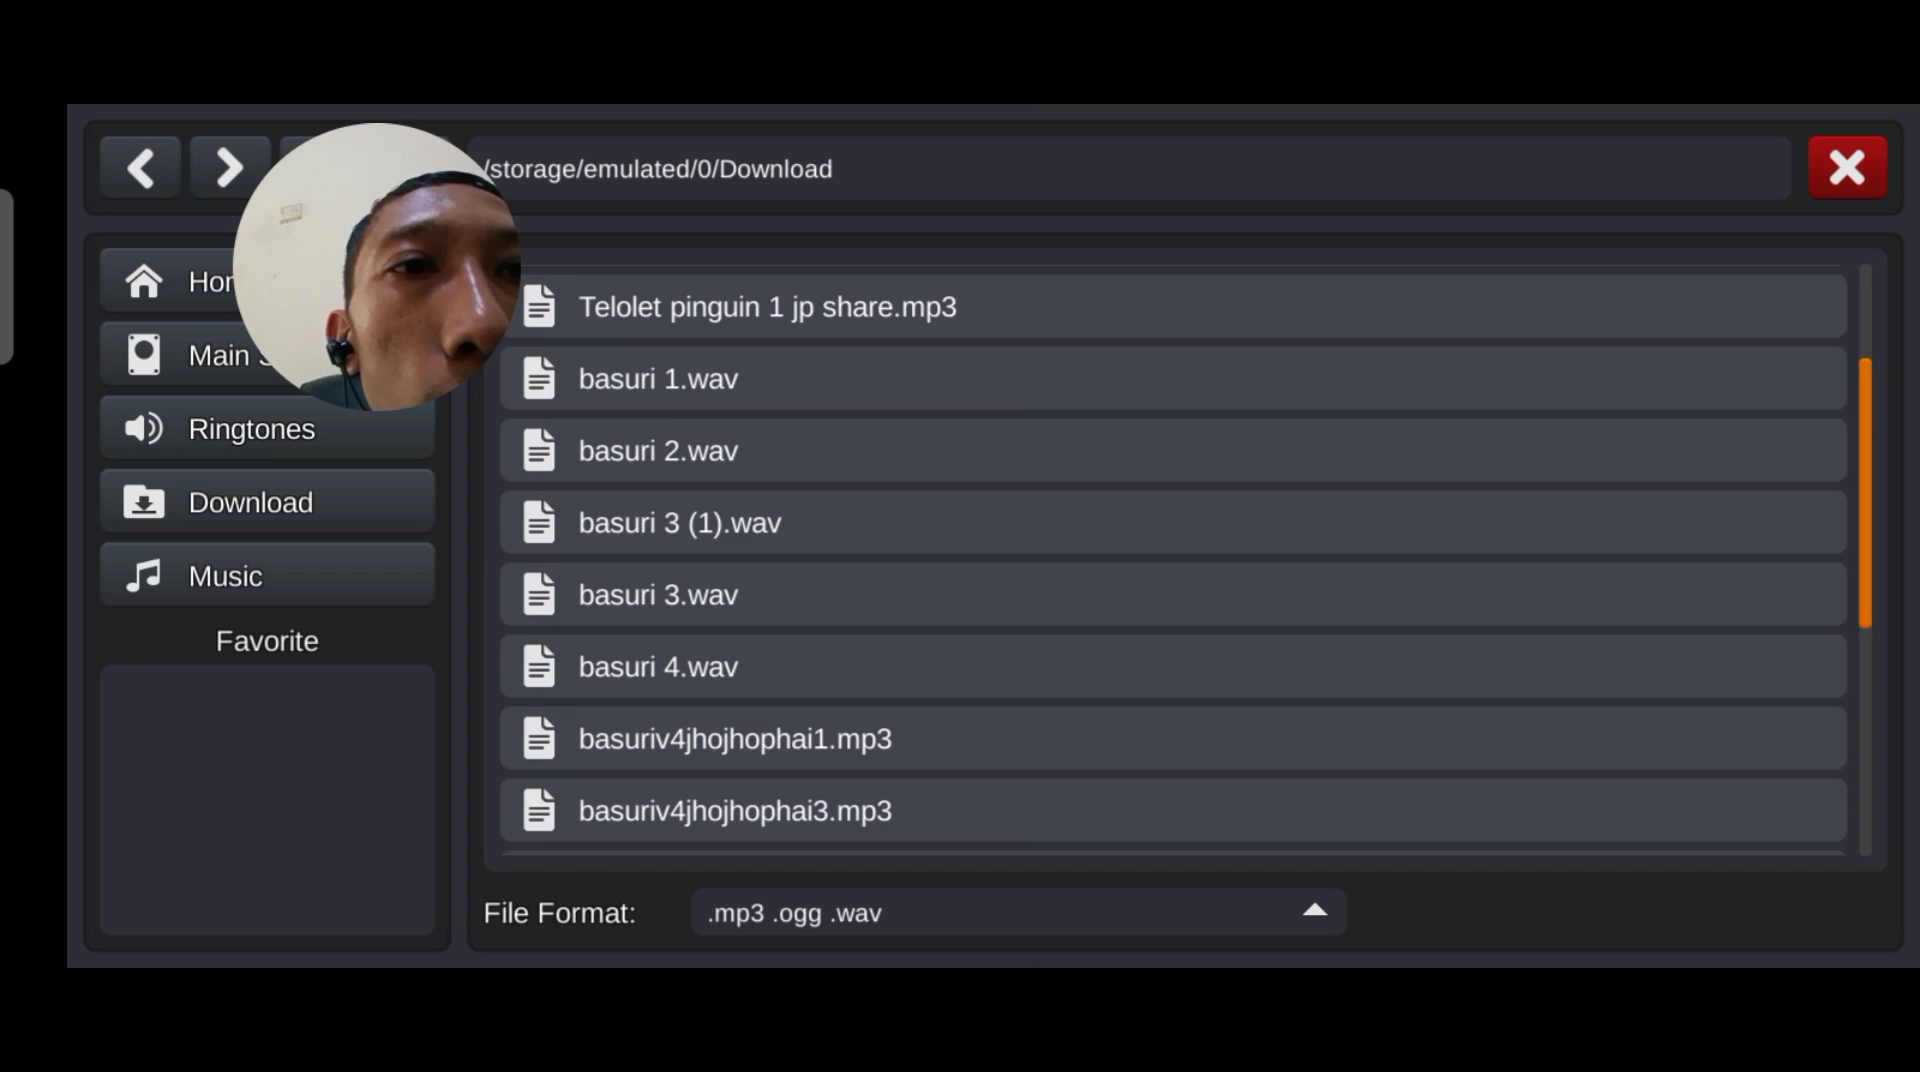 /storage/emulated/0/Download
Main
Ringtones
Download
Music
Favorite
Telolet pinguin 1 jp share.mp3
basuri 1.wav
basuri 2.wav
basuri 3 (1).wav
basuri 3.wav
basuri 4.wav
basuriv4jhojhophai1.mp3
basuriv4jhojhophai3.mp3
File Format:
.mp3 .ogg .wav